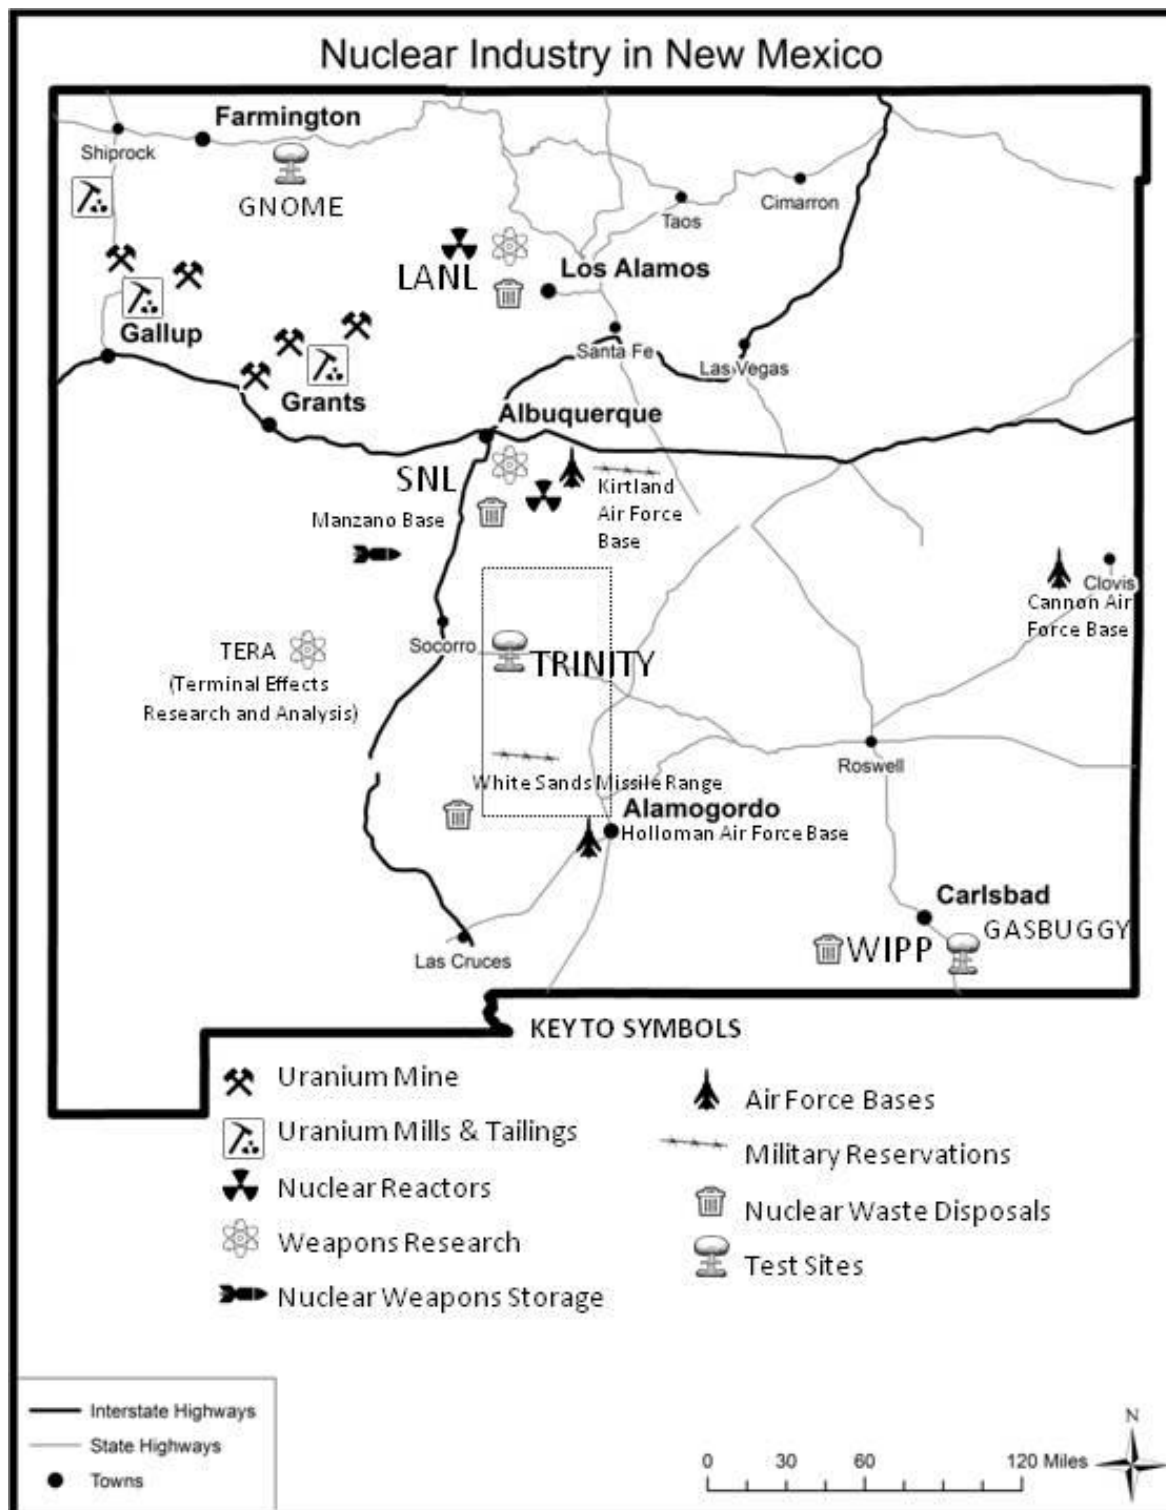 Nuclear Industry in New Mexico
Farmington
Shiprock
GNOME
Cimarron
Taos
LANL
Los Alamos
Gallup
Santa Fe
Las Vegas
Grants
Albuquerque
SNL
Kirtland
Air Force
Base
Manzano Base
Clovis
Cannon Air
Force Base
Socorro
TRINITY
TERA
(Terminal Effects
Research and Analysis)
Roswell
White Sands Missile Range
Alamogordo
Holloman Air Force Base
Carlsbad
GASBUGGY
WIPP
Las Cruces
KEY TO SYMBOLS
Uranium Mine
Uranium Mills & Tailings
Nuclear Reactors
Weapons Research
Nuclear Weapons Storage
Air Force Bases
Military Reservations
Nuclear Waste Disposals
Test Sites
Interstate Highways
State Highways
Towns
N
0 30 60 120 Miles